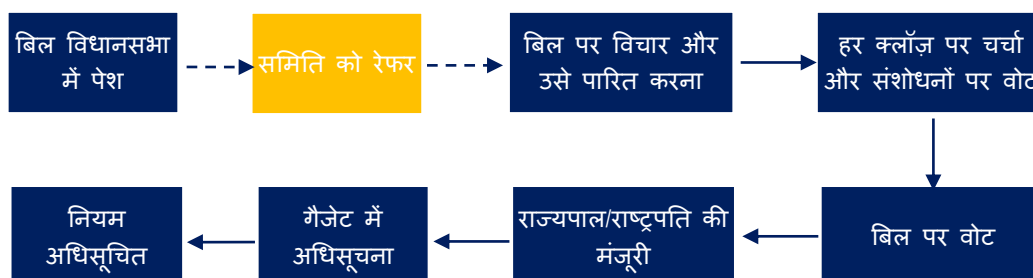 बिल विधानसभा
में पेश
समिति को रेफर
बिल पर विचार और
उसे पारित करना
हर क्लॉज़ पर चर्चा
और संशोधनों पर वोट
बिल पर वोट
राज्यपाल/राष्ट्रपति की
मंजूरी
गैजेट में
अधिसूचना
नियम
अधिसूचित